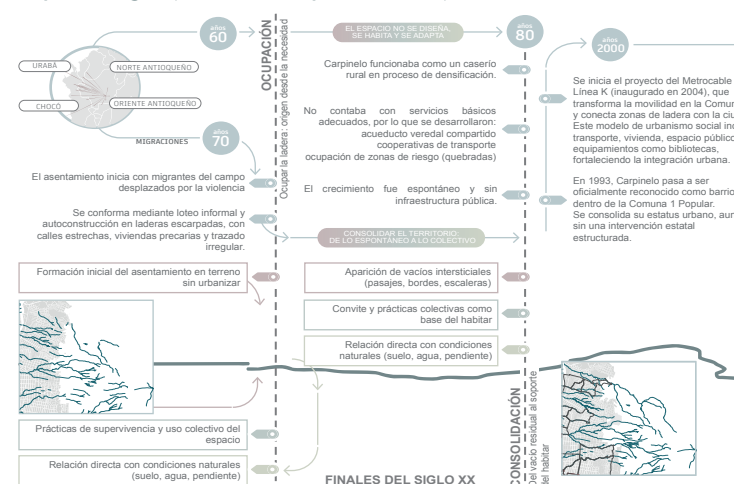 años
60
URABÁ
NORTE ANTIOQUEÑO
CHOCÓ
ORIENTE ANTIOQUEÑO
MIGRACIONES
años
70
El asentamiento inicia con migrantes del campo
desplazados por la violencia
Se conforma mediante loteo informal y
autoconstrucción en laderas escarpadas, con
calles estrechas, viviendas precarias y trazado
irregular.
Formación inicial del asentamiento en terreno
sin urbanizar
Prácticas de supervivencia y uso colectivo del
espacio
Relación directa con condiciones naturales
(suelo, agua, pendiente)
OCUPACIÓN
Ocupar la ladera: origen desde la necesidad
EL ESPACIO NO SE DISEÑA,
SE HABITA Y SE ADAPTA
años
80
Carpinelo funcionaba como un caserío
rural en proceso de densificación.
No contaba con servicios básicos
adecuados, por lo que se desarrollaron:
acueducto veredal compartido
cooperativas de transporte
ocupación de zonas de riesgo (quebradas)
El crecimiento fue espontáneo y sin
infraestructura pública.
CONSOLIDAR EL TERRITORIO:
DE LO ESPONTÁNEO A LO COLECTIVO
Aparición de vacíos intersticiales
(pasajes, bordes, escaleras)
Convite y prácticas colectivas como
base del habitar
Relación directa con condiciones
naturales (suelo, agua, pendiente)
FINALES DEL SIGLO XX
CONSOLIDACIÓN
Del vacío residual al soporte
del habitar
años
2000
Se inicia el proyecto del Metrocable
Línea K (inaugurado en 2004), que
transforma la movilidad en la
y conecta zonas de ladera con la
Este modelo de urbanismo social
transporte, vivienda, espacio
equipamientos como bibliotecas,
fortaleciendo la integración urbana.
En 1993, Carpinelo pasa a ser
oficialmente reconocido como barrio
dentro de la Comuna 1 Popular.
Se consolida su estatus urbano,
sin una intervención estatal
estructurada.